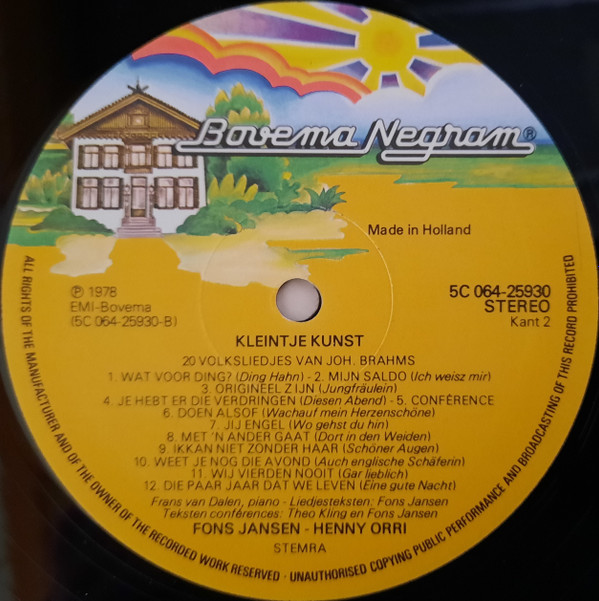 Bovema Negram®
Made in Holland
℗ 1978
EMI-Bovema
(5C 064-25930-B)
5C 064-25930
STEREO
Kant 2
KLEINTJE KUNST
20 VOLKSLIEDJES VAN JOH. BRAHMS
1. WAT VOOR DING? (Ding Hahn) - 2. MIJN SALDO (Ich weisz mir)
3. ORIGINEEL ZIJN (Jungfräulein)
4. JE HEBT ER DIE VERDRINGEN (Diesen Abend) - 5. CONFÉRENCE
6. DOEN ALSOF (Wachauf mein Herzenschöne)
7. JIJ ENGEL (Wo gehst du hin)
8. MET 'N ANDER GAAT (Dort in den Weiden)
9. IKKAN NIET ZONDER HAAR (Schöner Augen)
10. WEET JE NOG DIE AVOND (Auch englische Schäferin)
11. WIJ VIERDEN NOOIT (Gar lieblich)
12. DIE PAAR JAAR DAT WE LEVEN (Eine gute Nacht)
Frans van Dalen, piano - Liedjesteksten: Fons Jansen
Teksten conférences: Theo Kling en Fons Jansen
FONS JANSEN - HENNY ORRI
STEMRA
ALL RIGHTS OF THE MANUFACTURER AND OF THE OWNER OF THE RECORDED WORK RESERVED - UNAUTHORISED COPYING PUBLIC PERFORMANCE AND BROADCASTING OF THIS RECORD PROHIBITED